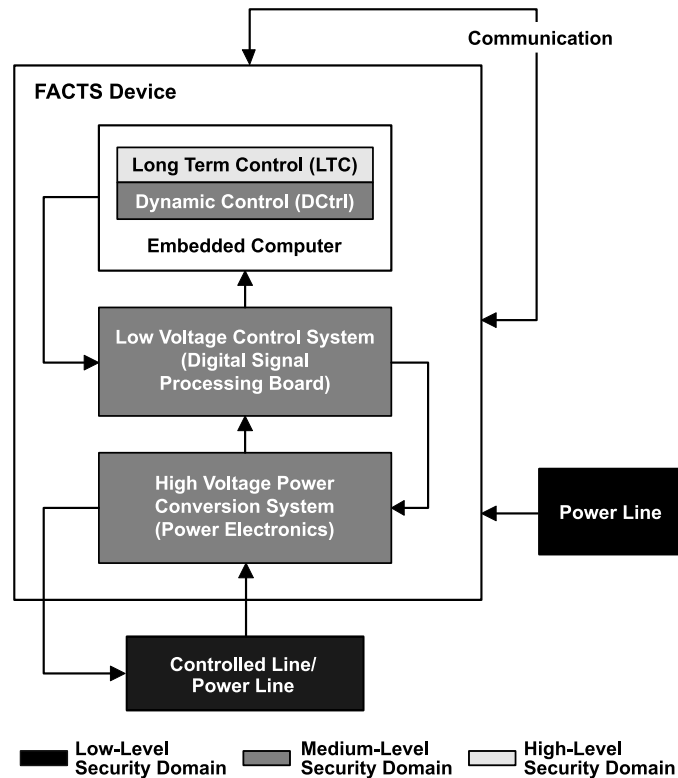 Communication
FACTS Device
Long Term Control (LTC)
Dynamic Control (DCtrl)
Embedded Computer
Low Voltage Control System
(Digital Signal
Processing Board)
High Voltage Power
Conversion System
(Power Electronics)
Power Line
Controlled Line/
Power Line
Low-Level
Security Domain
Medium-Level
Security Domain
High-Level
Security Domain